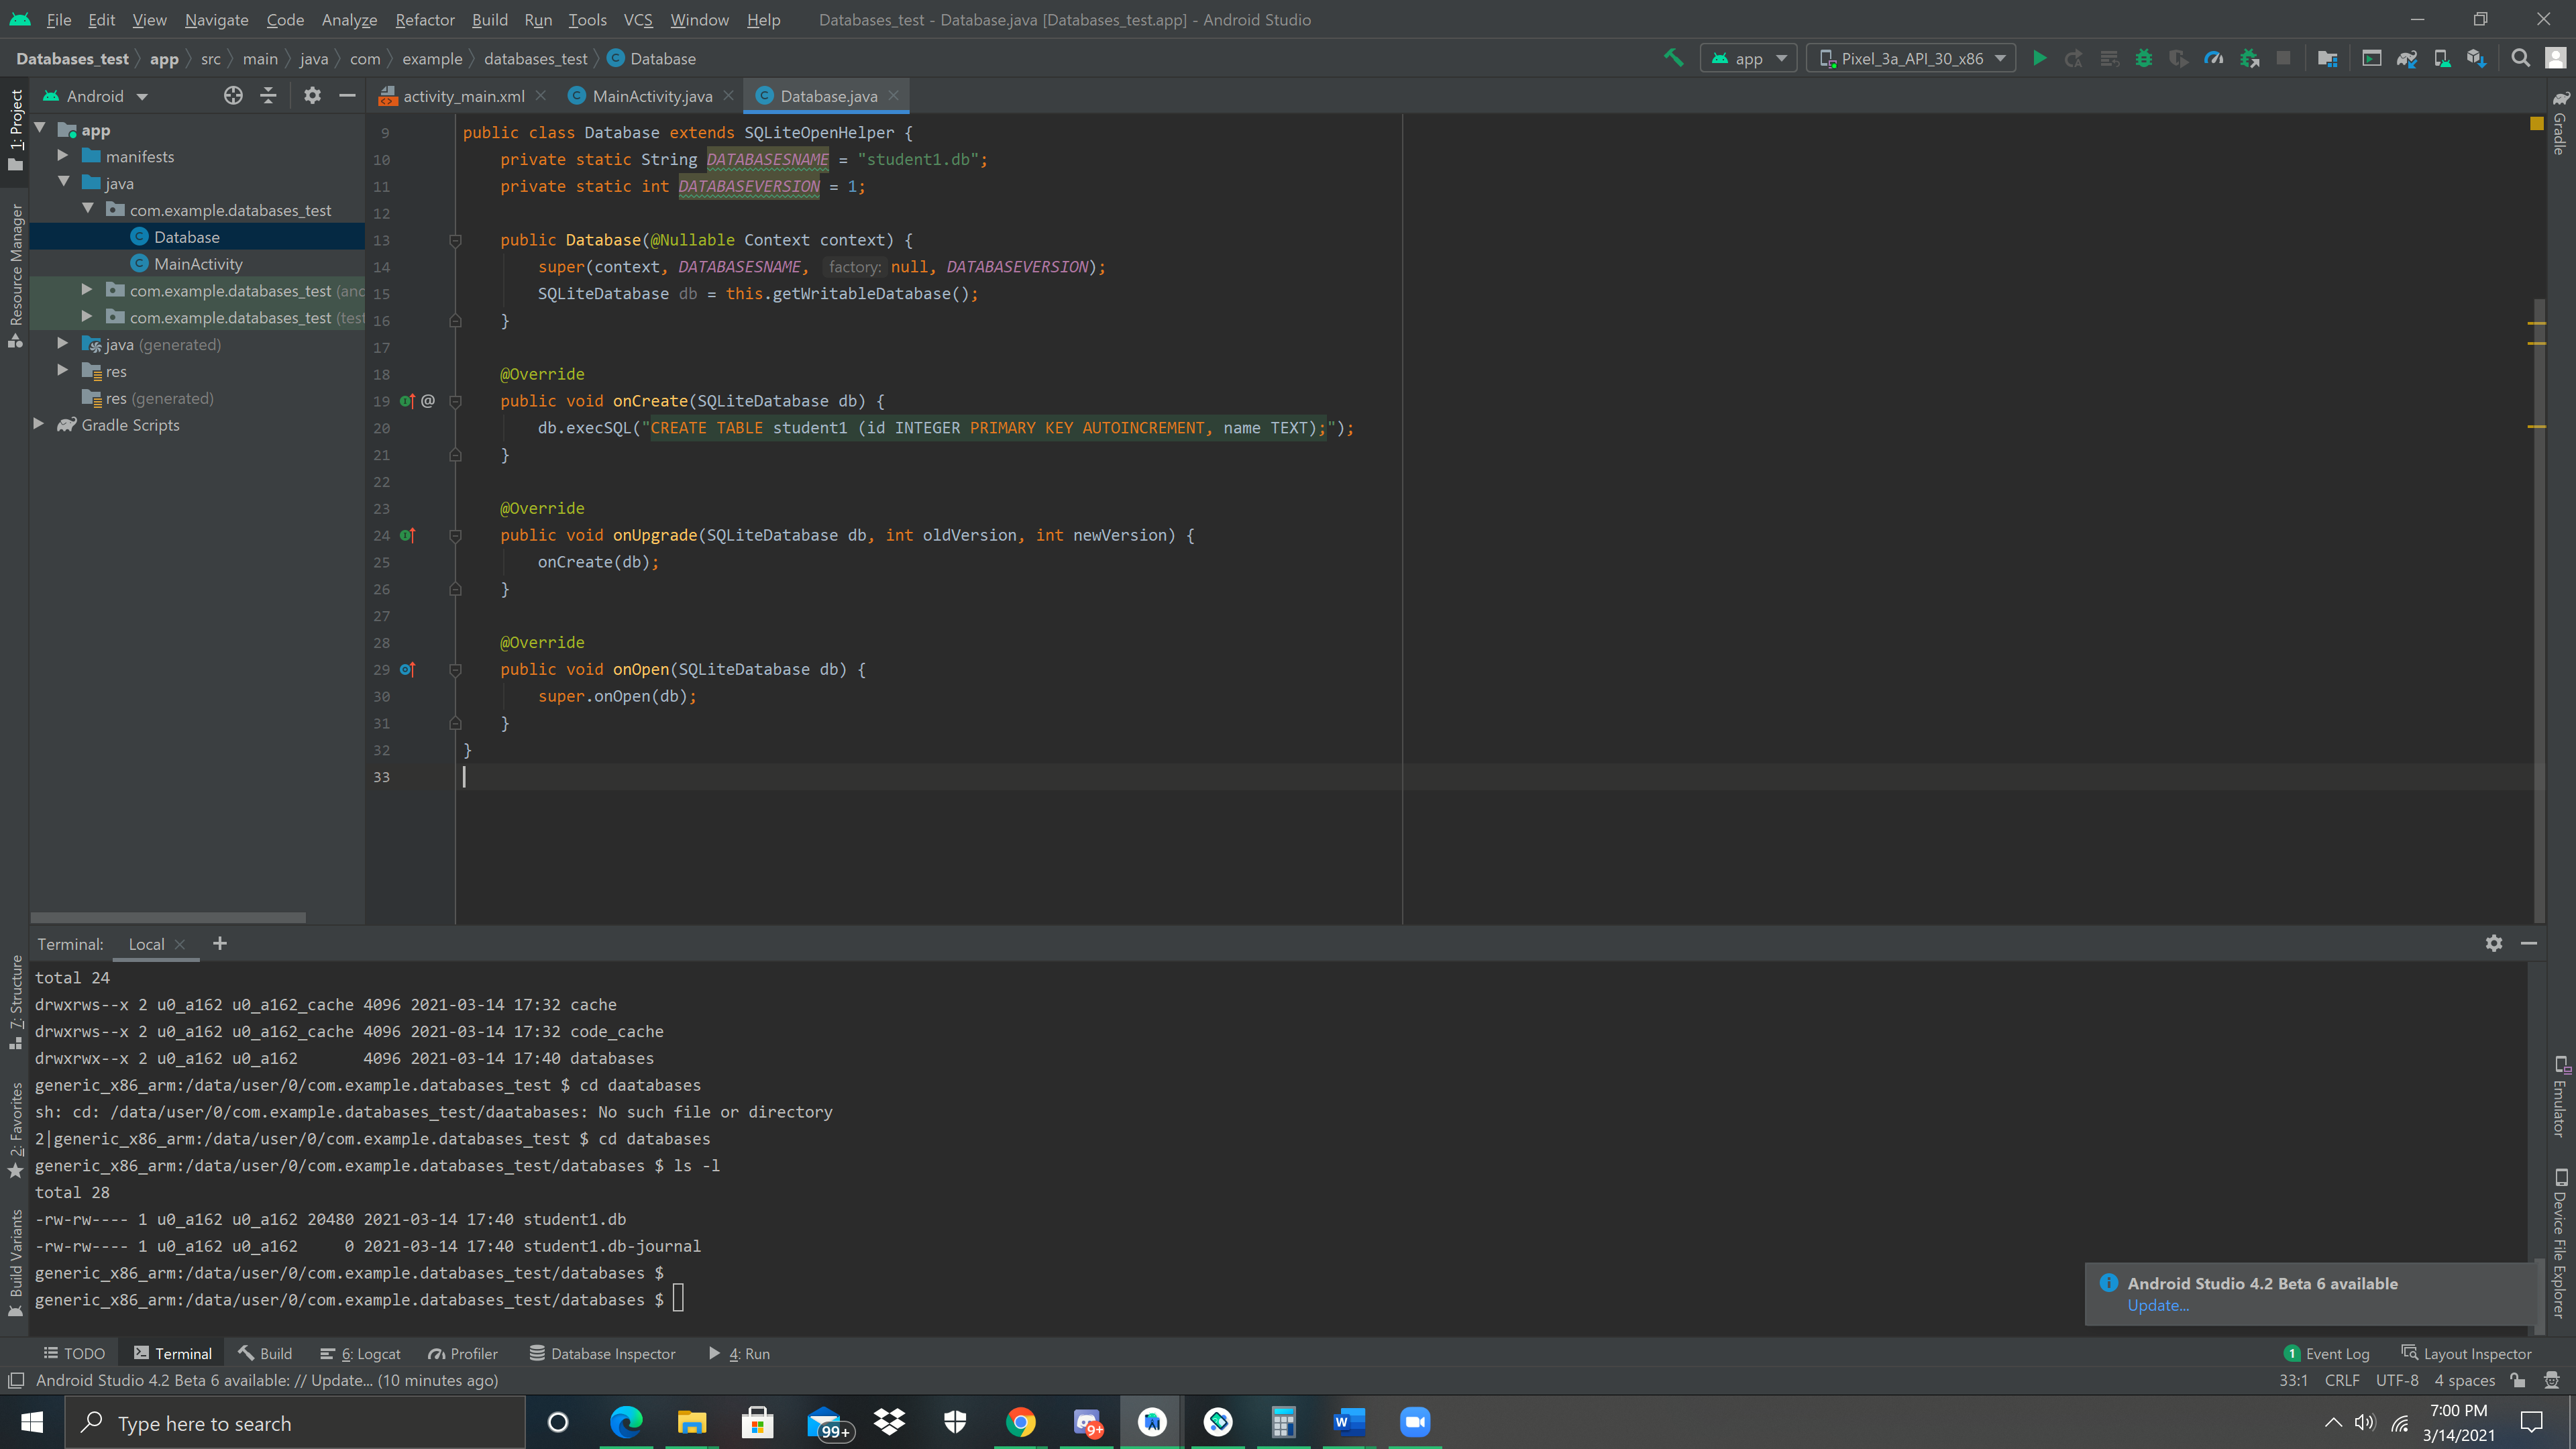 File Edit View Navigate Code Analyze Refactor Build Run Tools VCS Window Help Databases_test - Database.java [Databases_test.app] - Android Studio
Databases_test app src main java com example databases_test Database app Pixel_3a_API_30_x86
1: Project
Resource Manager
7: Structure
2: Favorites
Build Variants
Android
app
manifests
java
com.example.databases_test
Database
MainActivity
com.example.databases_test (anc
com.example.databases_test (test
java (generated)
res
res (generated)
Gradle Scripts
activity_main.xml MainActivity.java Database.java
9 public class Database extends SQLiteOpenHelper {
10 private static String DATABASESNAME = "student1.db";
11 private static int DATABASEVERSION = 1;
12
13 public Database(@Nullable Context context) {
14 super(context, DATABASESNAME, factory: null, DATABASEVERSION);
15 SQLiteDatabase db = this.getWritableDatabase();
16 }
17
18 @Override
19 @ public void onCreate(SQLiteDatabase db) {
20 db.execSQL("CREATE TABLE student1 (id INTEGER PRIMARY KEY AUTOINCREMENT, name TEXT);");
21 }
22
23 @Override
24 public void onUpgrade(SQLiteDatabase db, int oldVersion, int newVersion) {
25 onCreate(db);
26 }
27
28 @Override
29 public void onOpen(SQLiteDatabase db) {
30 super.onOpen(db);
31 }
32 }
33
Gradle
Emulator
Device File Explorer
Terminal: Local
total 24
drwxrws--x 2 u0_a162 u0_a162_cache 4096 2021-03-14 17:32 cache
drwxrws--x 2 u0_a162 u0_a162_cache 4096 2021-03-14 17:32 code_cache
drwxrwx--x 2 u0_a162 u0_a162 4096 2021-03-14 17:40 databases
generic_x86_arm:/data/user/0/com.example.databases_test $ cd daatabases
sh: cd: /data/user/0/com.example.databases_test/daatabases: No such file or directory
2|generic_x86_arm:/data/user/0/com.example.databases_test $ cd databases
generic_x86_arm:/data/user/0/com.example.databases_test/databases $ ls -l
total 28
-rw-rw---- 1 u0_a162 u0_a162 20480 2021-03-14 17:40 student1.db
-rw-rw---- 1 u0_a162 u0_a162 0 2021-03-14 17:40 student1.db-journal
generic_x86_arm:/data/user/0/com.example.databases_test/databases $
generic_x86_arm:/data/user/0/com.example.databases_test/databases $
Android Studio 4.2 Beta 6 available
Update...
TODO Terminal Build 6: Logcat Profiler Database Inspector 4: Run 1 Event Log Layout Inspector
Android Studio 4.2 Beta 6 available: // Update... (10 minutes ago) 33:1 CRLF UTF-8 4 spaces
Type here to search 99+ 9+ 7:00 PM
3/14/2021